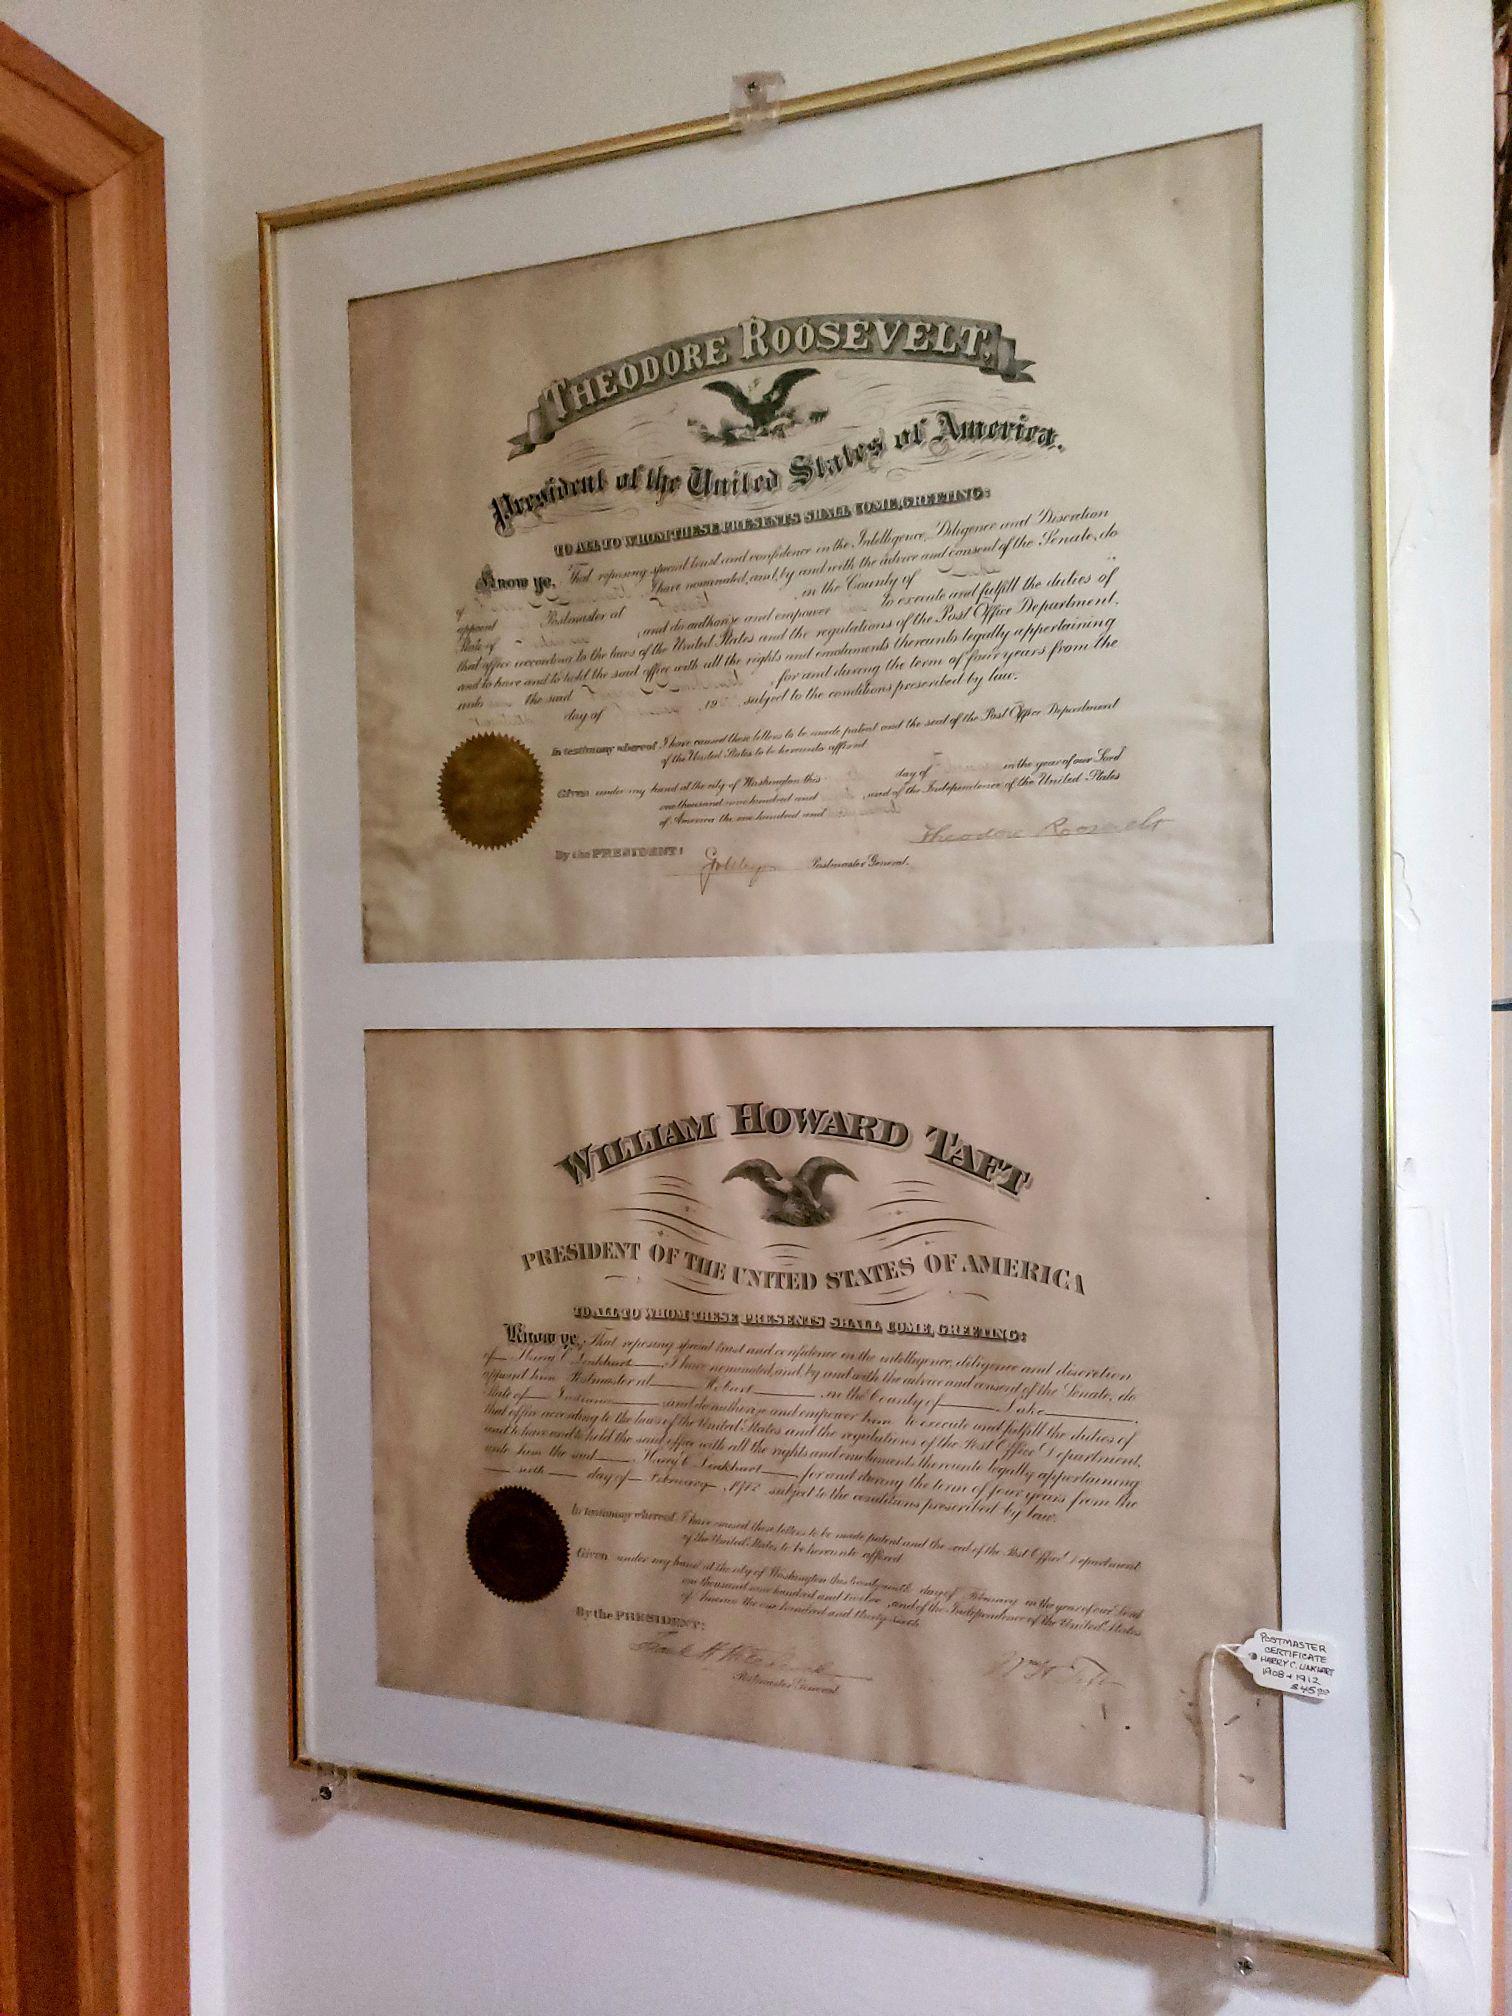 THEODORE ROOSEVELT,
President of the United States of America.
TO ALL TO WHOM THESE PRESENTS SHALL COME, GREETING:
Know ye, That reposing special trust and confidence in the Intelligence, Diligence and Discretion
of I have nominated, and, by and with the advice and consent of the Senate, do
appoint Postmaster at in the County of
State of , and do authorize and empower to execute and fulfill the duties of
that office according to the laws of the United States and the regulations of the Post Office Department,
and to have and to hold the said office with all the rights and emoluments thereunto legally appertaining
unto the said , for and during the term of four years from the
day of , 19 , subject to the conditions prescribed by law.
In testimony whereof I have caused these letters to be made patent and the seal of the Post Office Department
of the United States to be hereunto affixed.
Given under my hand at the city of Washington this day of in the year of our Lord
one thousand nine hundred and , and of the Independence of the United States
of America the one hundred and
Theodore Roosevelt
By the PRESIDENT:
Postmaster General.
WILLIAM HOWARD TAFT
PRESIDENT OF THE UNITED STATES OF AMERICA
TO ALL TO WHOM THESE PRESENTS SHALL COME, GREETING:
Know ye, That reposing special trust and confidence in the intelligence, diligence and discretion
of Harry C Linkhart , I have nominated, and, by and with the advice and consent of the Senate, do
appoint him Postmaster at Hobart , in the County of Lake ,
State of Indiana , and do authorize and empower him to execute and fulfill the duties of
that office according to the laws of the United States and the regulations of the Post Office Department,
and to have and to hold the said office with all the rights and emoluments thereunto legally appertaining
unto him the said Harry C Linkhart , for and during the term of four years from the
day of February , 1912 subject to the conditions prescribed by law.
In testimony whereof I have caused these letters to be made patent and the seal of the Post Office Department
of the United States to be hereunto affixed
Given under my hand at the city of Washington this day of February in the year of our Lord
one thousand nine hundred and twelve , and of the Independence of the United States
of America the one hundred and thirty sixth
By the PRESIDENT:
Frank H Hitchcock
Postmaster General
Wm H Taft
POSTMASTER
CERTIFICATE
HARRY C. LINKHART
1908 + 1912
$45.00